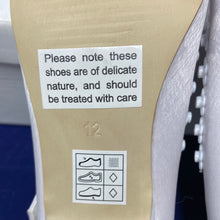 Please note these
shoes are of delicate
nature, and should
be treated with care
12